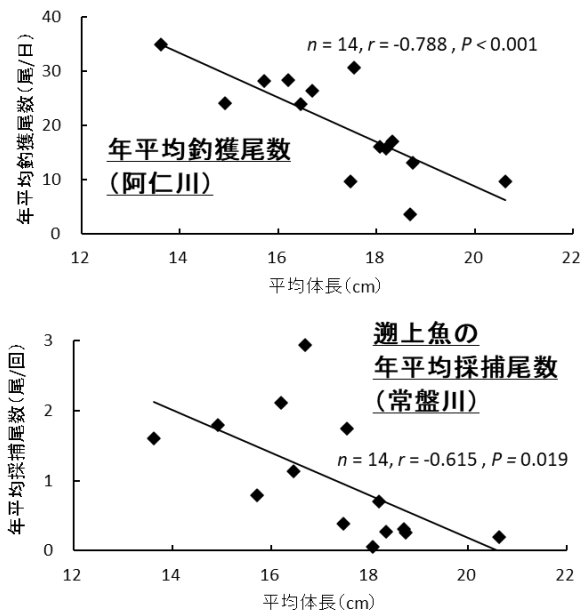 40
30
20
10
0
年平均釣獲尾数(尾/日)
n = 14, r = -0.788 , P < 0.001
年平均釣獲尾数
(阿仁川)
12 14 16 18 20 22
平均体長(cm)
3
2
1
0
年平均採捕尾数(尾/回)
遡上魚の
年平均採捕尾数
(常盤川)
n = 14, r = -0.615 , P = 0.019
12 14 16 18 20 22
平均体長(cm)